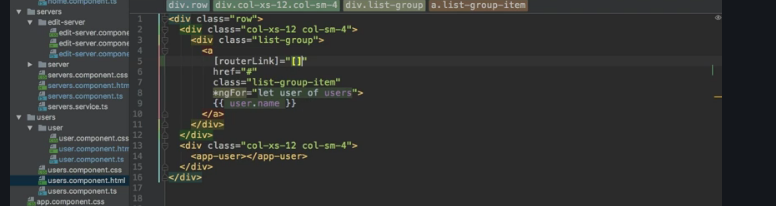 div.row div.col-xs-12.col-sm-4 div.list-group a.list-group-item
home.component.ts
servers
edit-server
edit-server.compone
edit-server.compone
edit-server.compone
server
servers.component.css
servers.component.htm
servers.component.ts
servers.service.ts
users
user
user.component.css
user.component.htm
user.component.ts
users.component.css
users.component.html
users.component.ts
app.component.css
1 <div class="row">
2 <div class="col-xs-12 col-sm-4">
3 <div class="list-group">
4 <a
5 [routerLink]="[]"
6 href="#"
7 class="list-group-item"
8 *ngFor="let user of users">
9 {{ user.name }}
10 </a>
11 </div>
12 </div>
13 <div class="col-xs-12 col-sm-4">
14 <app-user></app-user>
15 </div>
16 </div>
17
18